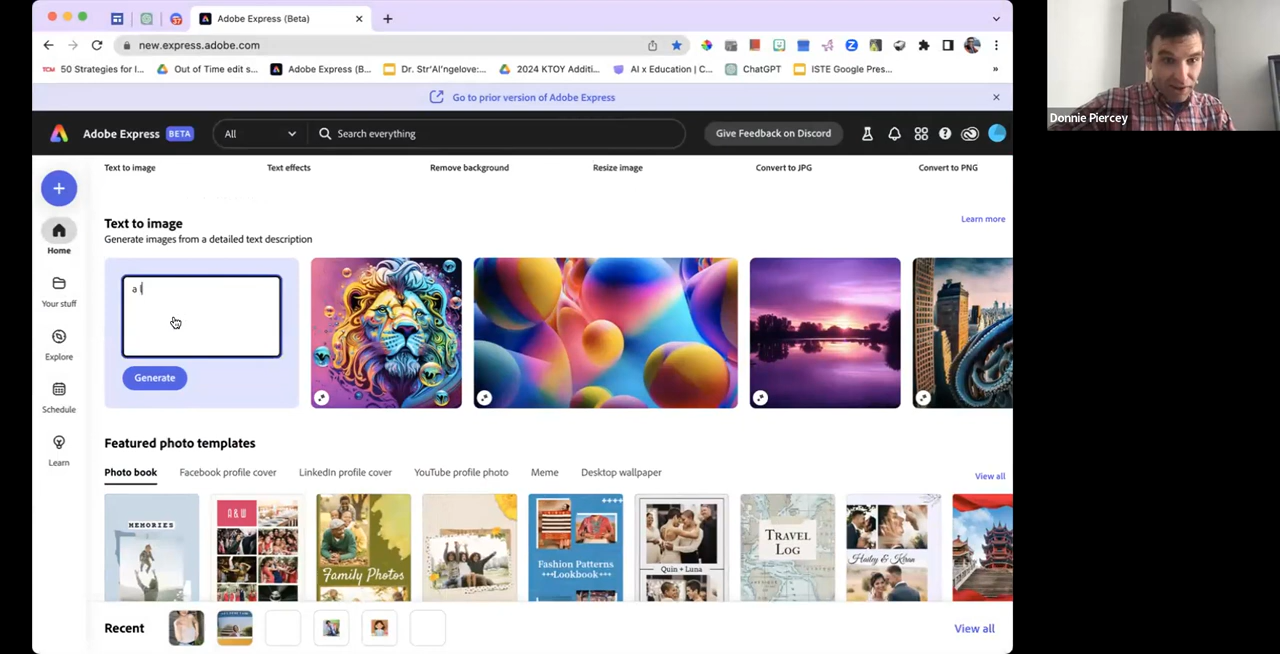 Adobe Express (Beta)
new.express.adobe.com
50 Strategies for I...
Out of Time edit s...
Adobe Express (B...
Dr. Str'AI'ngelove:...
2024 KTOY Additi...
AI x Education | C...
ChatGPT
ISTE Google Pres...
»
Go to prior version of Adobe Express
Adobe Express BETA
All
Search everything
Give Feedback on Discord
Donnie Piercey
Text to image
Text effects
Remove background
Resize image
Convert to JPG
Convert to PNG
Home
Your stuff
Explore
Schedule
Learn
Text to image
Learn more
Generate images from a detailed text description
Generate
Featured photo templates
Photo book
Facebook profile cover
LinkedIn profile cover
YouTube profile photo
Meme
Desktop wallpaper
View all
MEMORIES
A&W
Family Photos
Fashion Patterns
Lookbook
Quin + Luna
TRAVEL
LOG
Hailey & Kiran
Recent
View all